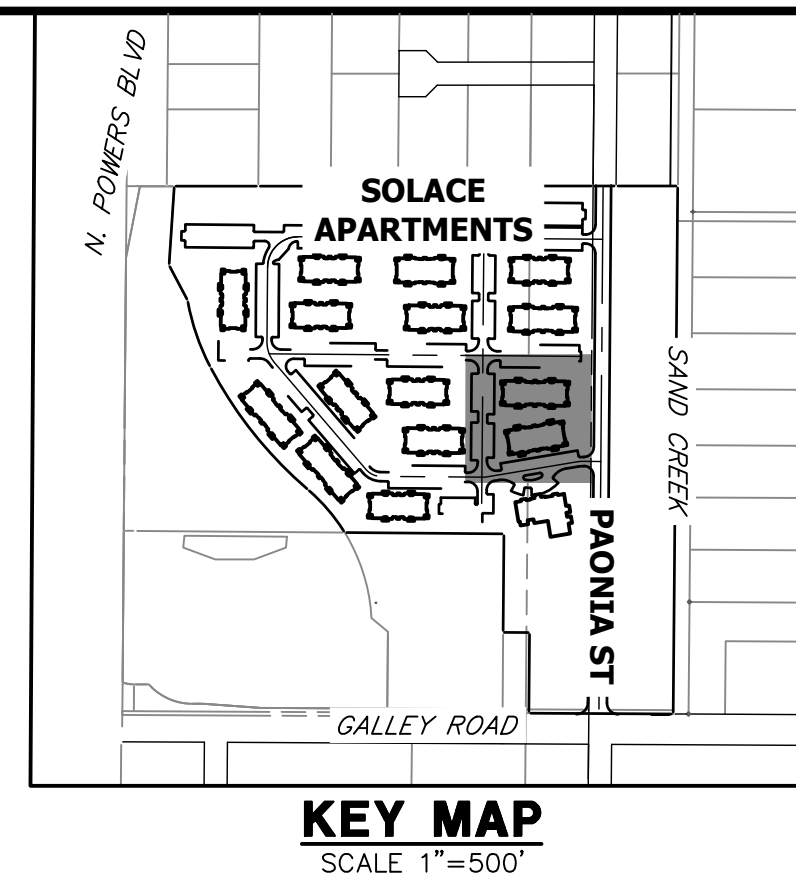 N. POWERS BLVD
SOLACE
APARTMENTS
SAND CREEK
PAONIA ST
GALLEY ROAD
KEY MAP
SCALE 1"=500'